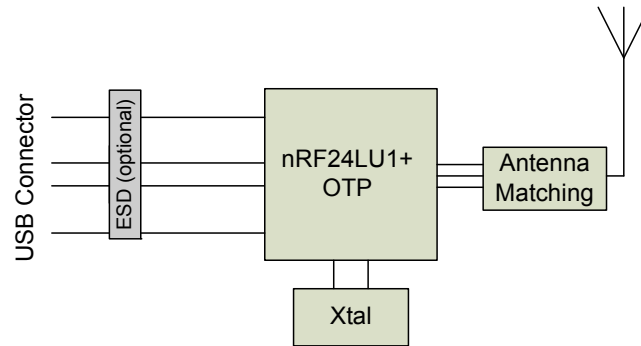 USB Connector
ESD (optional)
nRF24LU1+
OTP
Antenna
Matching
Xtal